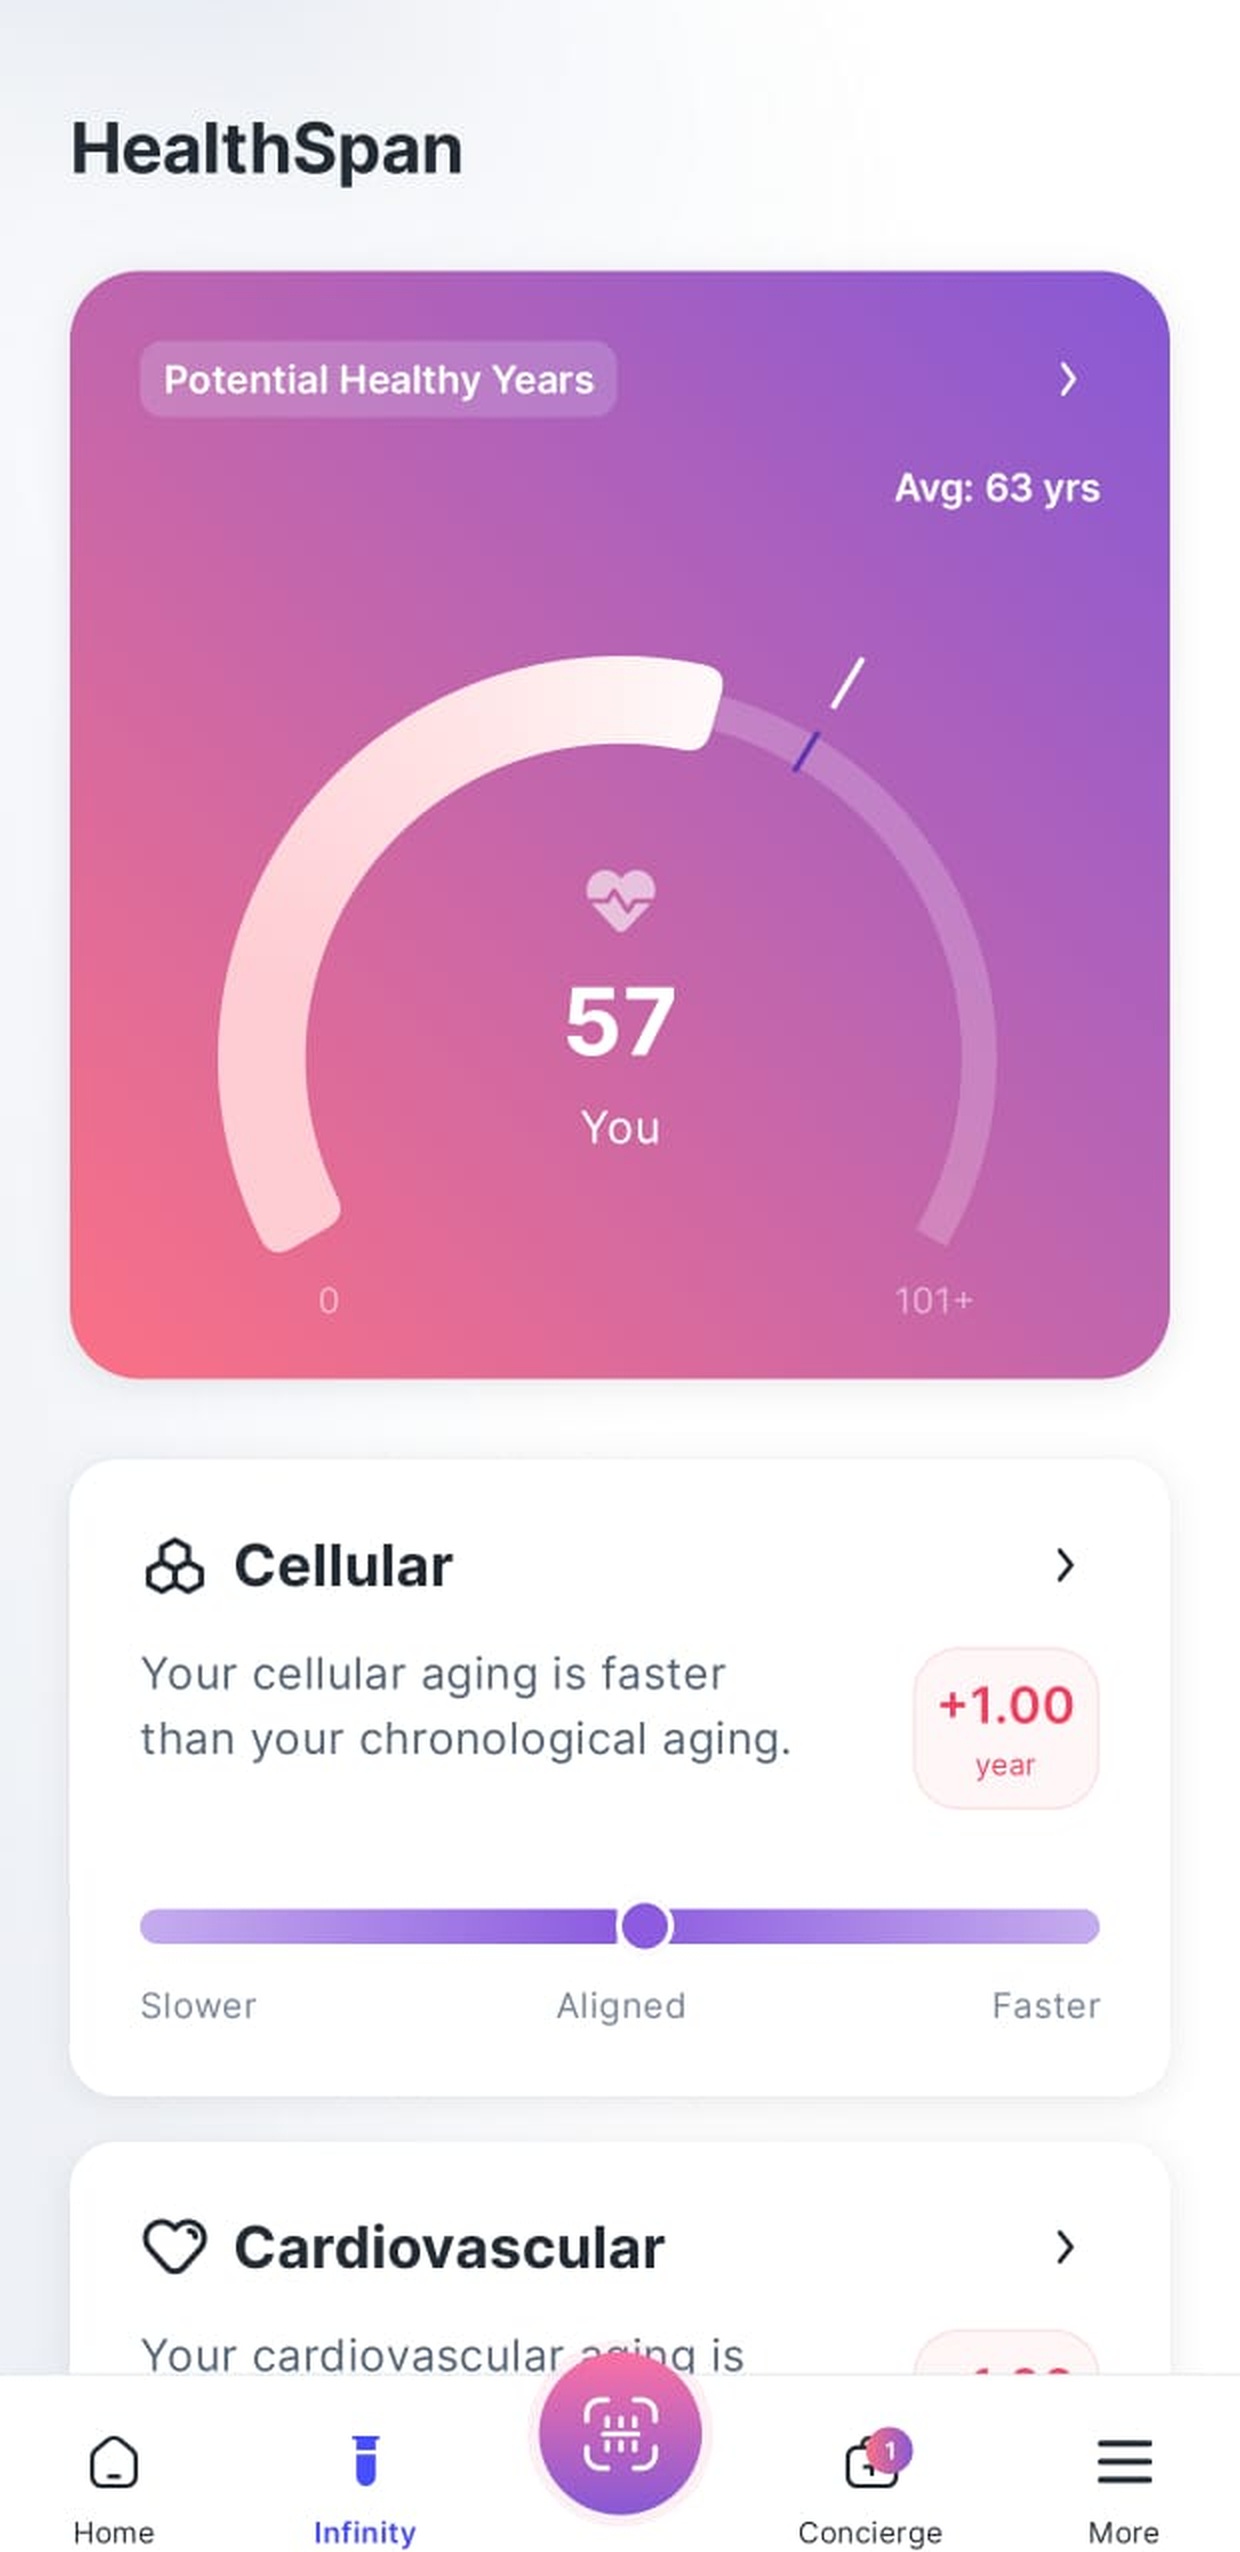 HealthSpan
Potential Healthy Years
Avg: 63 yrs
57
You
0
101+
Cellular
Your cellular aging is faster
than your chronological aging.
+1.00
year
Slower
Aligned
Faster
Cardiovascular
Your cardiovascular aging is
1
Home
Infinity
Concierge
More